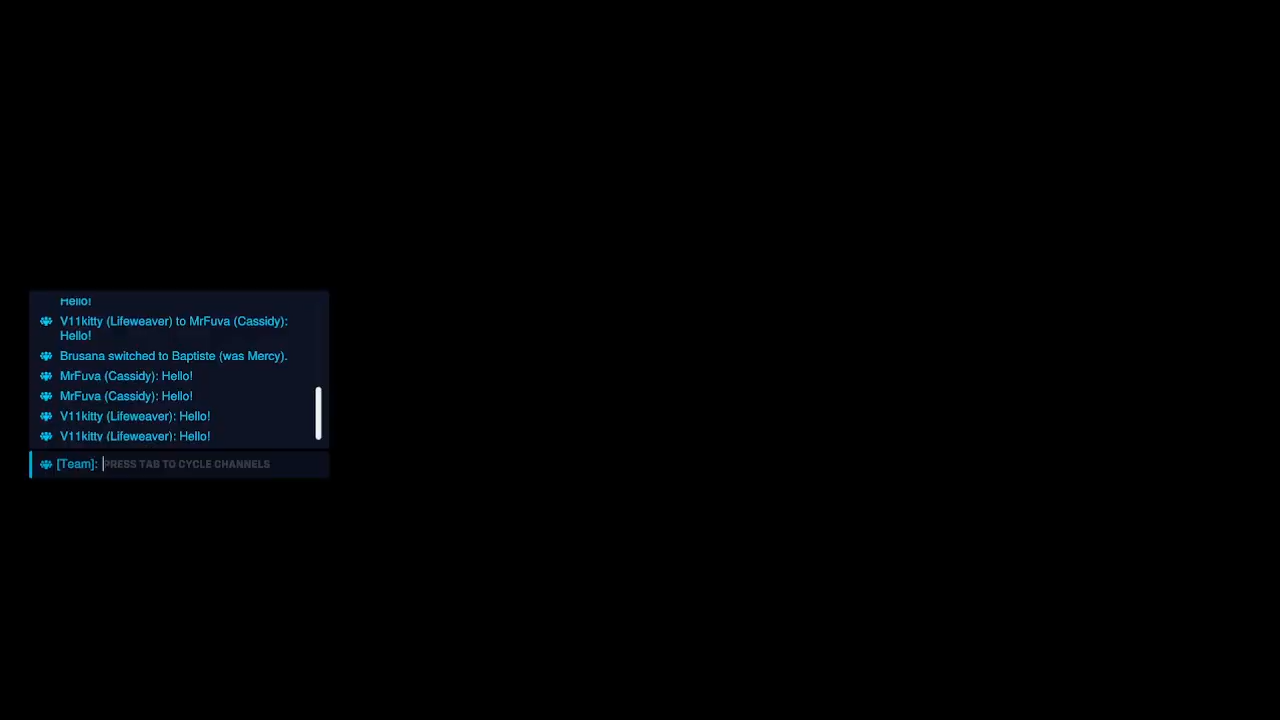 Hello!
V11kitty (Lifeweaver) to MrFuva (Cassidy):
Hello!
Brusana switched to Baptiste (was Mercy).
MrFuva (Cassidy): Hello!
MrFuva (Cassidy): Hello!
V11kitty (Lifeweaver): Hello!
V11kitty (Lifeweaver): Hello!
[Team]: PRESS TAB TO CYCLE CHANNELS